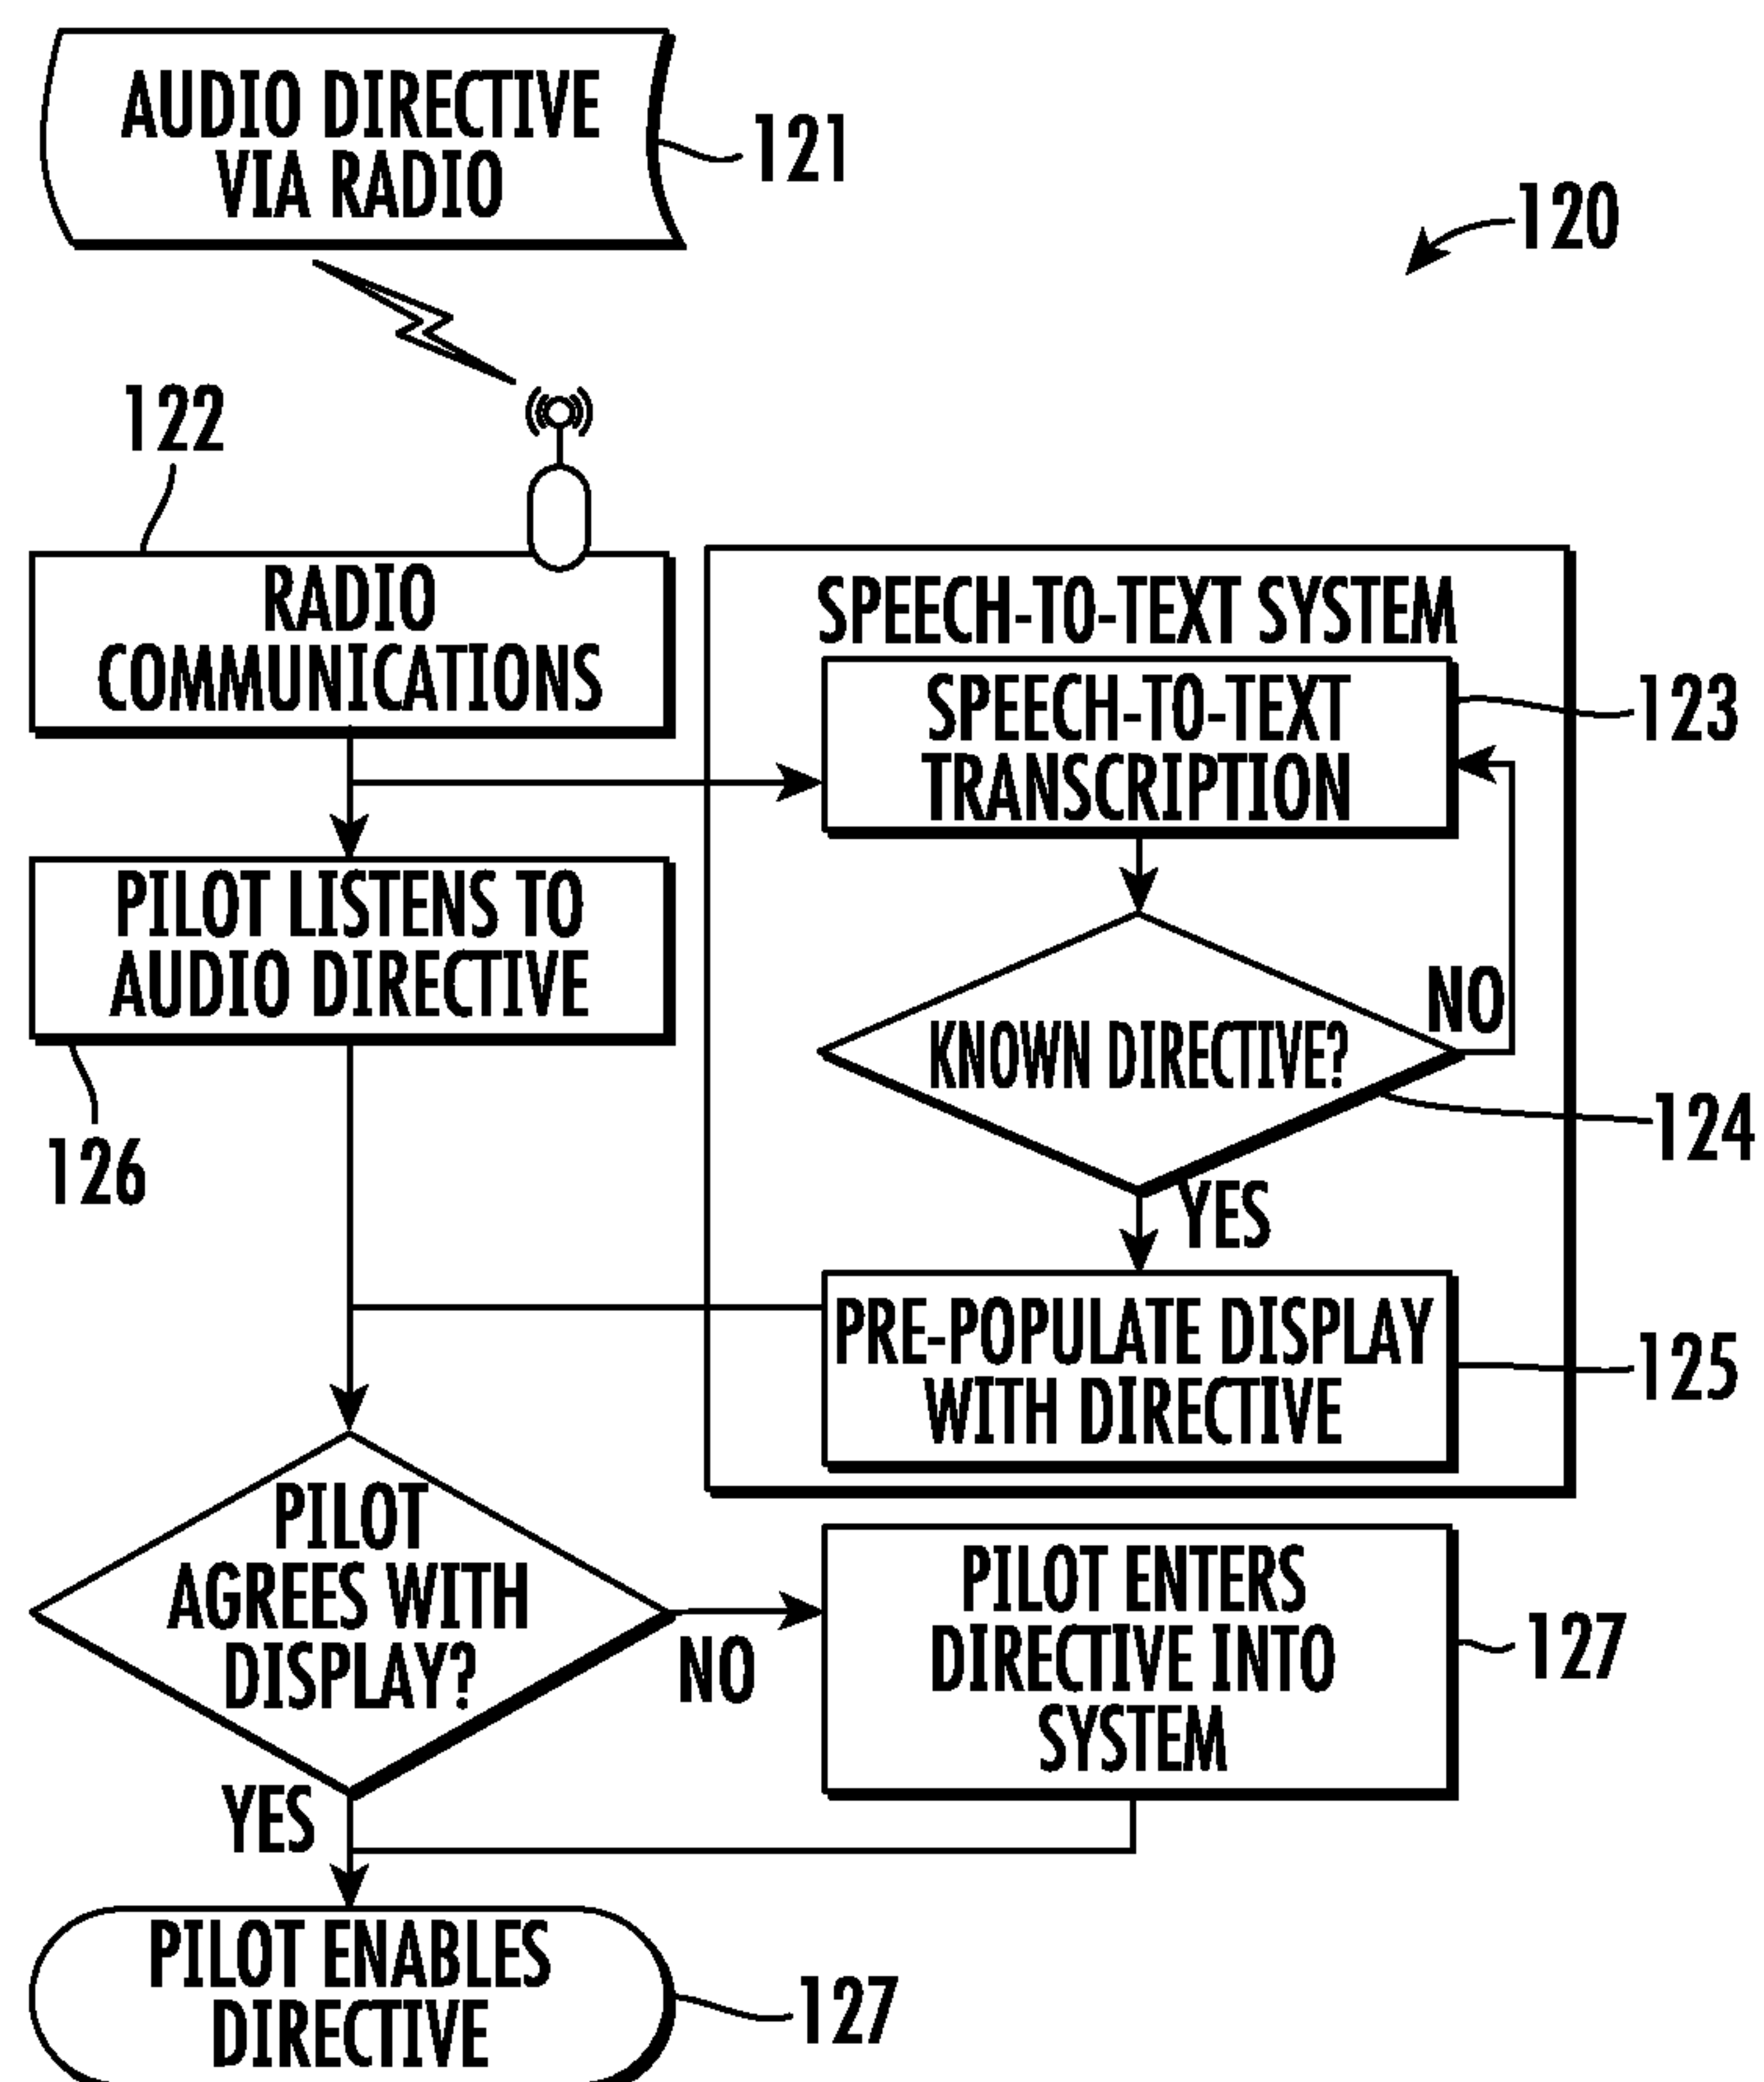 AUDIO DIRECTIVE
VIA RADIO
121
120
122
RADIO
COMMUNICATIONS
SPEECH-TO-TEXT SYSTEM
SPEECH-TO-TEXT
TRANSCRIPTION
123
PILOT LISTENS TO
AUDIO DIRECTIVE
126
KNOWN DIRECTIVE?
NO
124
YES
PRE-POPULATE DISPLAY
WITH DIRECTIVE
125
PILOT
AGREES WITH
DISPLAY?
NO
YES
PILOT ENTERS
DIRECTIVE INTO
SYSTEM
127
PILOT ENABLES
DIRECTIVE
127